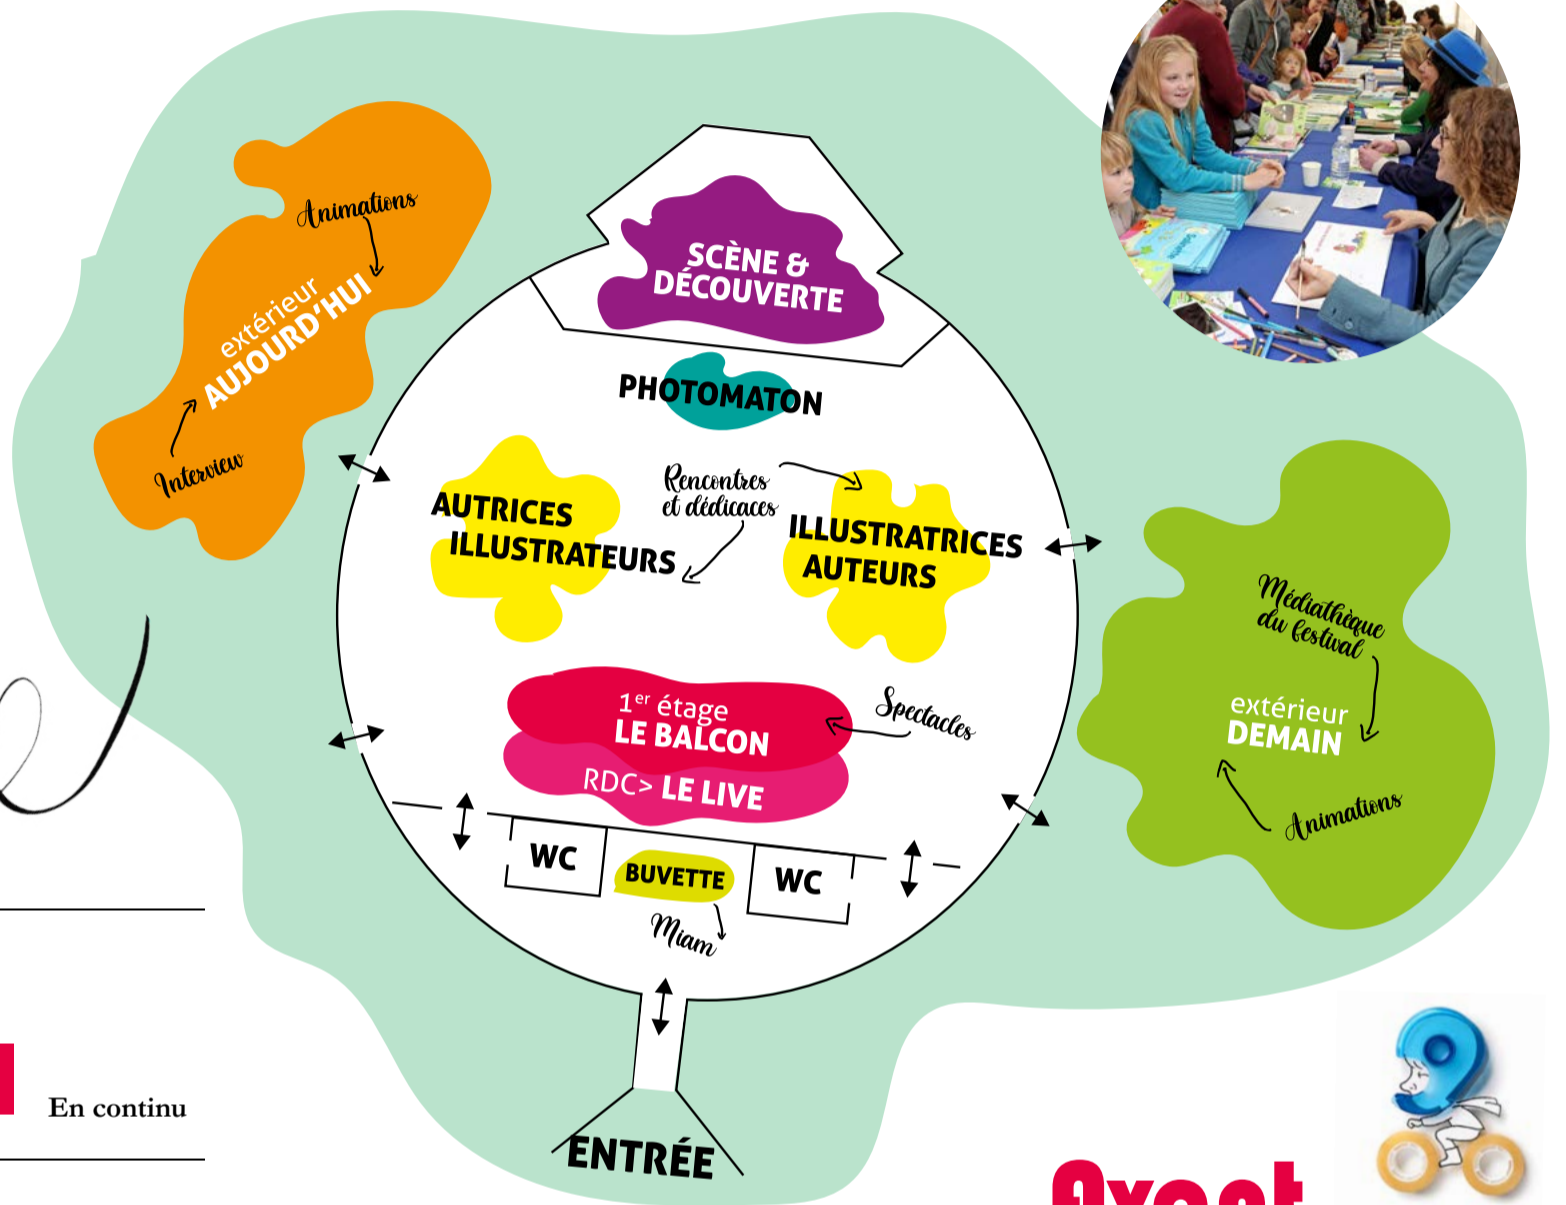 Animations
extérieur
AUJOURD'HUI
Interview
SCÈNE &
DÉCOUVERTE
PHOTOMATON
Rencontres
et dédicaces
AUTRICES
ILLUSTRATEURS
ILLUSTRATRICES
AUTEURS
Médiathèque
du festival
extérieur
DEMAIN
Animations
1er étage
LE BALCON
Spectacles
RDC> LE LIVE
WC
BUVETTE
WC
Miam
En continu
ENTRÉE